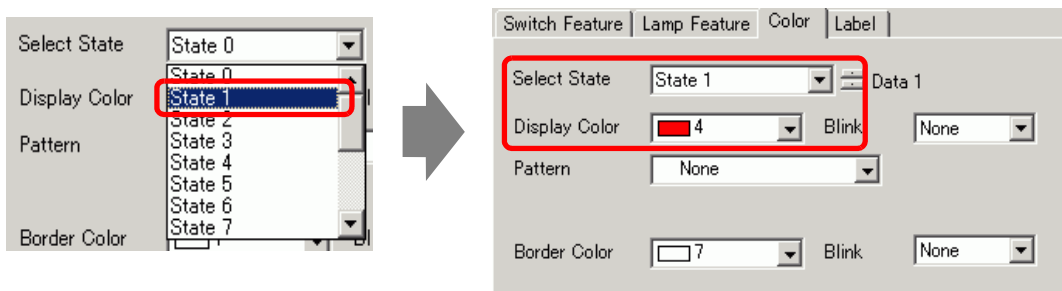 Select State State 0
State 0
Display Color State 1
State 2
Pattern State 3
State 4
State 5
State 6
State 7
Border Color
Switch Feature Lamp Feature Color Label
Select State State 1 Data 1
Display Color 4 Blink None
Pattern None
Border Color 7 Blink None